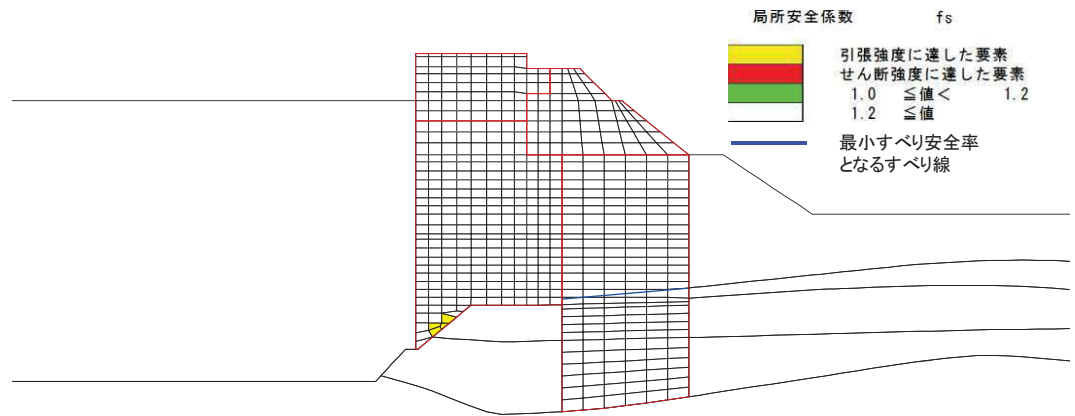 局所安全係数 fs
引張強度に達した要素
せん断強度に達した要素
1.0 ≦値< 1.2
1.2 ≦値
最小すべり安全率
となるすべり線